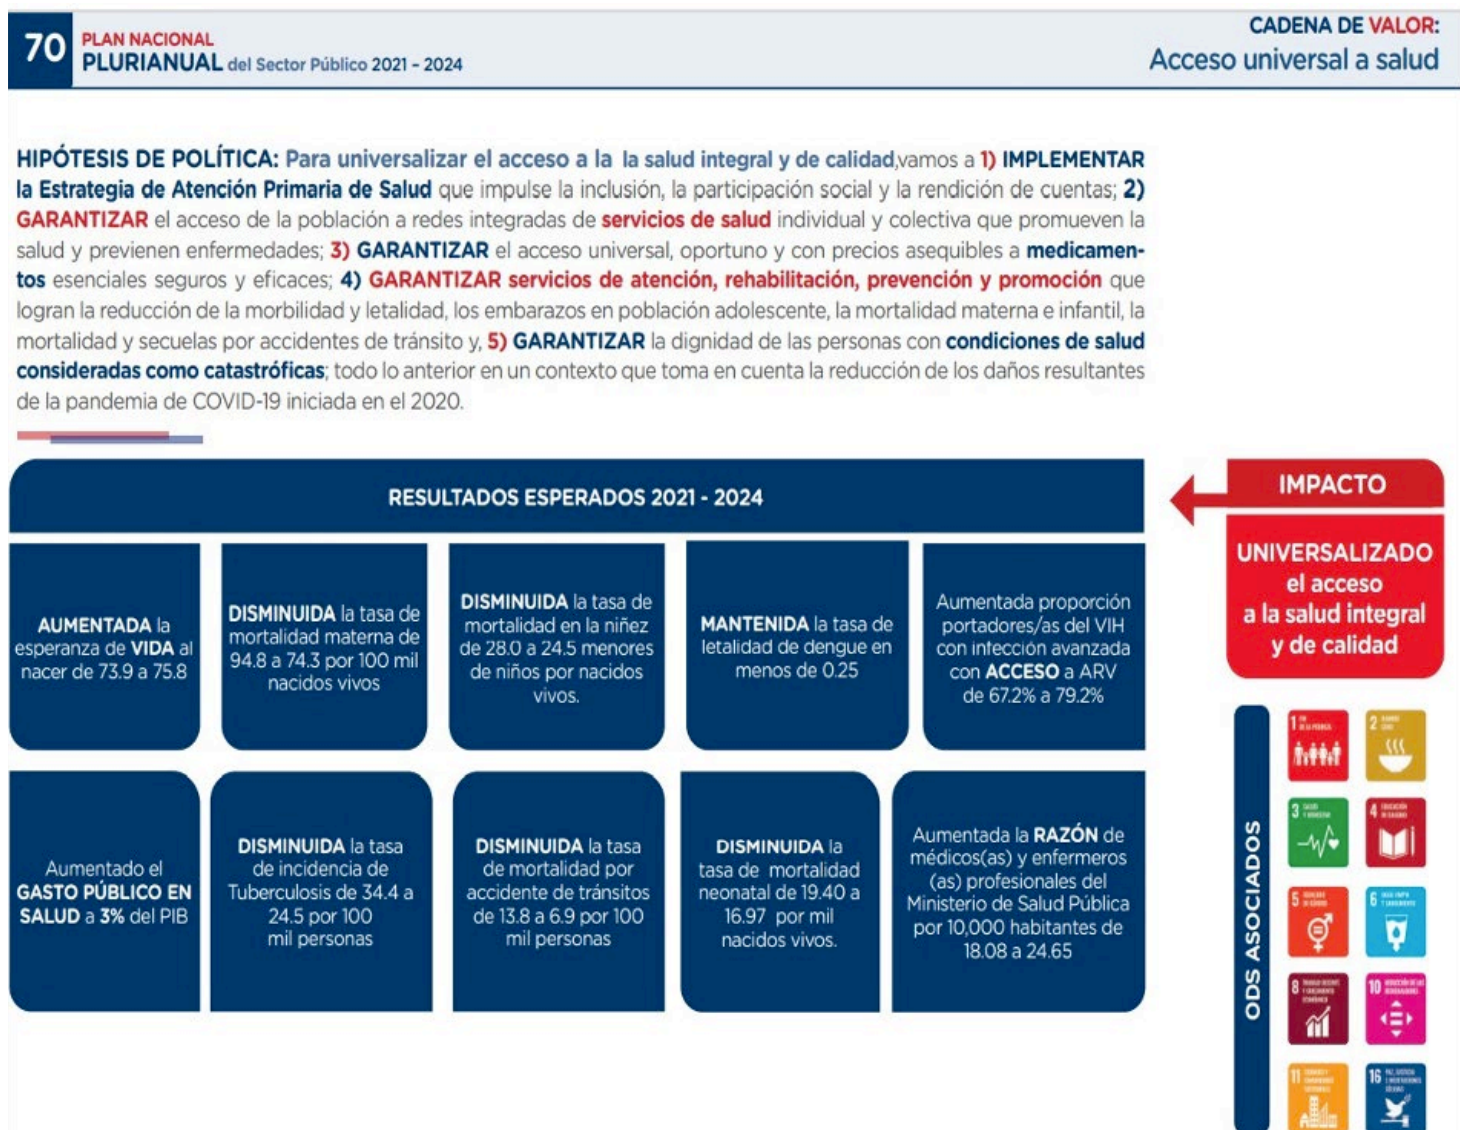 70
PLAN NACIONAL
PLURIANUAL del Sector Público 2021 - 2024
CADENA DE VALOR:
Acceso universal a salud
HIPÓTESIS DE POLÍTICA: Para universalizar el acceso a la la salud integral y de calidad,vamos a 1) IMPLEMENTAR
la Estrategia de Atención Primaria de Salud que impulse la inclusión, la participación social y la rendición de cuentas; 2)
GARANTIZAR el acceso de la población a redes integradas de servicios de salud individual y colectiva que promueven la
salud y previenen enfermedades; 3) GARANTIZAR el acceso universal, oportuno y con precios asequibles a medicamen-
tos esenciales seguros y eficaces; 4) GARANTIZAR servicios de atención, rehabilitación, prevención y promoción que
logran la reducción de la morbilidad y letalidad, los embarazos en población adolescente, la mortalidad materna e infantil, la
mortalidad y secuelas por accidentes de tránsito y, 5) GARANTIZAR la dignidad de las personas con condiciones de salud
consideradas como catastróficas; todo lo anterior en un contexto que toma en cuenta la reducción de los daños resultantes
de la pandemia de COVID-19 iniciada en el 2020.
RESULTADOS ESPERADOS 2021 - 2024
AUMENTADA la
esperanza de VIDA al
nacer de 73.9 a 75.8
DISMINUIDA la tasa de
mortalidad materna de
94.8 a 74.3 por 100 mil
nacidos vivos
DISMINUIDA la tasa de
mortalidad en la niñez
de 28.0 a 24.5 menores
de niños por nacidos
vivos.
MANTENIDA la tasa de
letalidad de dengue en
menos de 0.25
Aumentada proporción
portadores/as del VIH
con infección avanzada
con ACCESO a ARV
de 67.2% a 79.2%
Aumentado el
GASTO PÚBLICO EN
SALUD a 3% del PIB
DISMINUIDA la tasa
de incidencia de
Tuberculosis de 34.4 a
24.5 por 100
mil personas
DISMINUIDA la tasa
de mortalidad por
accidente de tránsitos
de 13.8 a 6.9 por 100
mil personas
DISMINUIDA la
tasa de mortalidad
neonatal de 19.40 a
16.97 por mil
nacidos vivos.
Aumentada la RAZÓN de
médicos(as) y enfermeros
(as) profesionales del
Ministerio de Salud Pública
por 10,000 habitantes de
18.08 a 24.65
IMPACTO
UNIVERSALIZADO
el acceso
a la salud integral
y de calidad
ODS ASOCIADOS
1
2
3
4
5
6
8
10
11
16